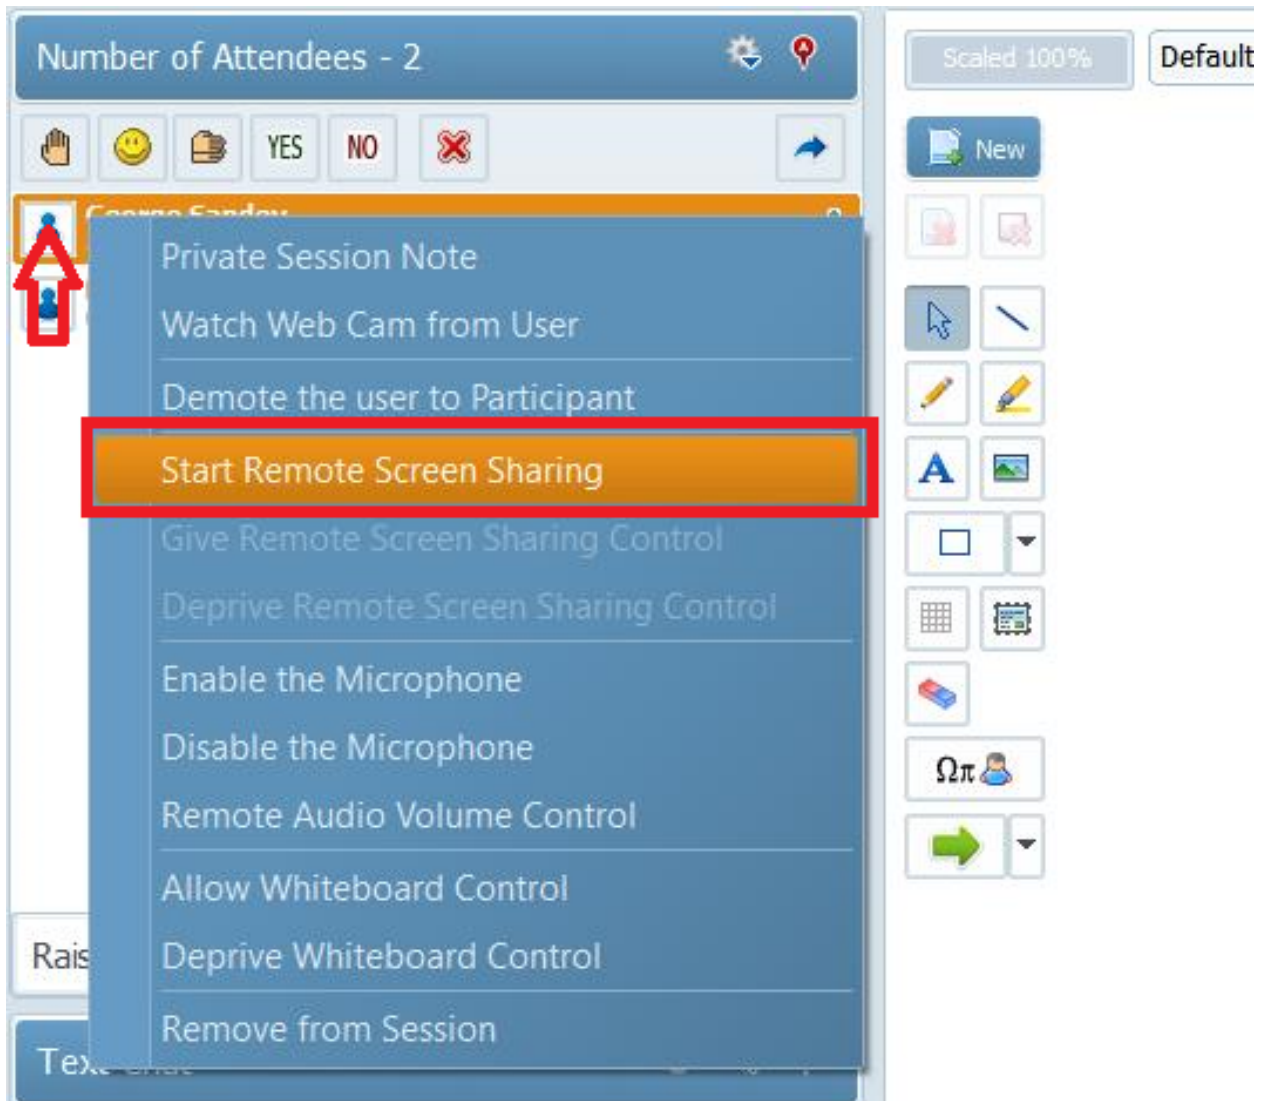 Number of Attendees - 2
Scaled 100%
Default
YES
NO
New
George
Private Session Note
Watch Web Cam from User
Demote the user to Participant
Start Remote Screen Sharing
A
Give Remote Screen Sharing Control
Deprive Remote Screen Sharing Control
Enable the Microphone
Disable the Microphone
Ωπ
Remote Audio Volume Control
Allow Whiteboard Control
Rais
Deprive Whiteboard Control
Remove from Session